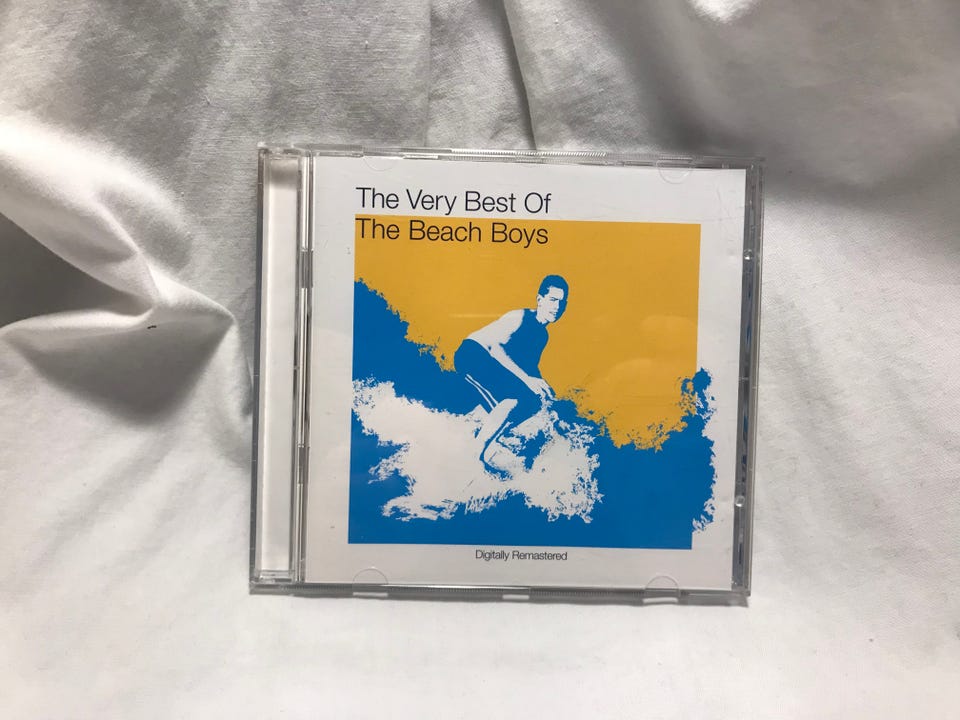 The Very Best Of
The Beach Boys
Digitally Remastered